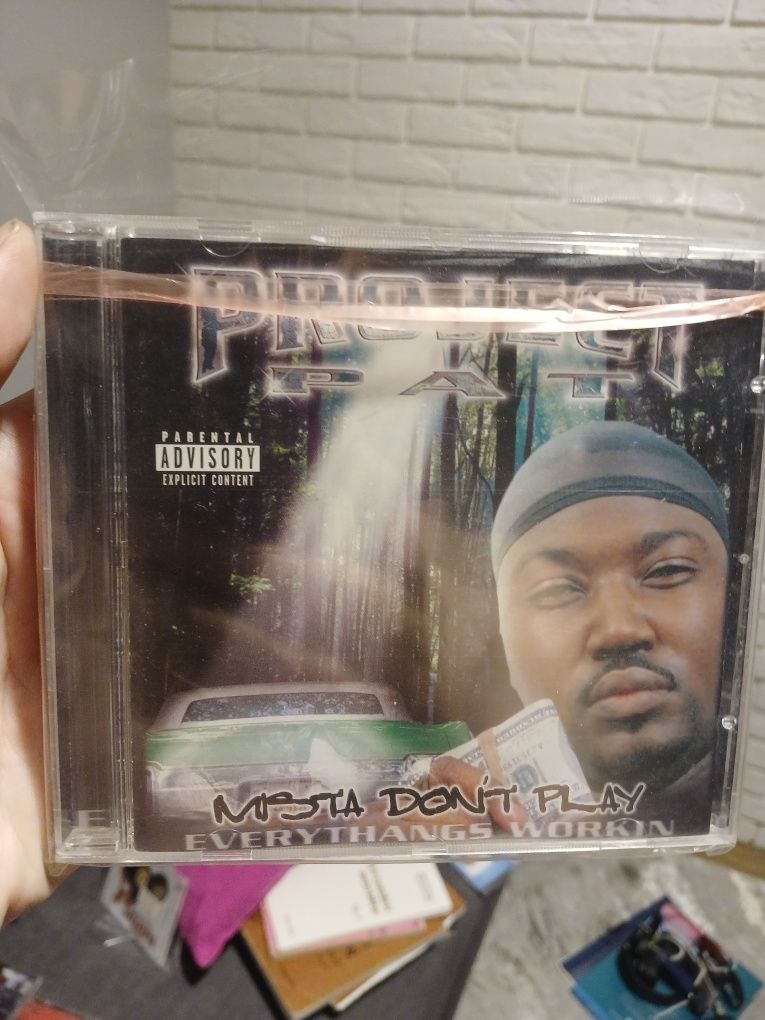 PROJECT
PAT
PARENTAL
ADVISORY
EXPLICIT CONTENT
MISTA DON'T PLAY
EVERYTHANGS WORKIN